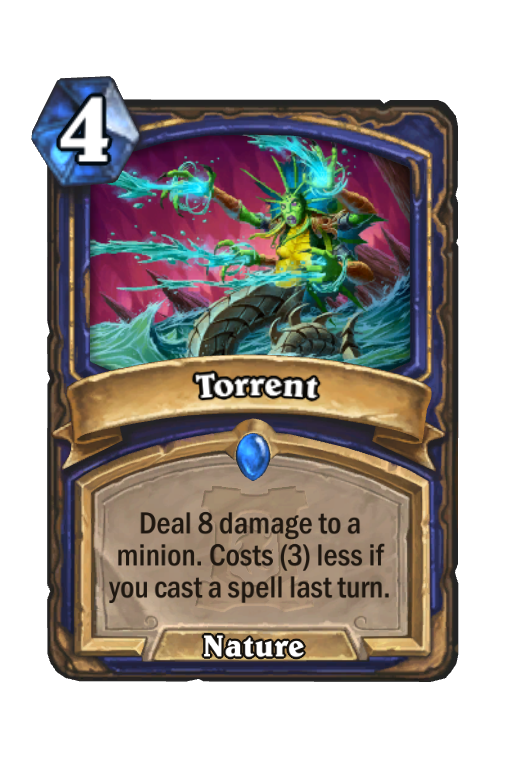 4
Torrent
Deal 8 damage to a
minion. Costs (3) less if
you cast a spell last turn.
Nature